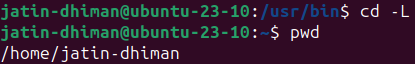 jatin-dhiman@ubuntu-23-10:/usr/bin$ cd -L
jatin-dhiman@ubuntu-23-10:~$ pwd
/home/jatin-dhiman